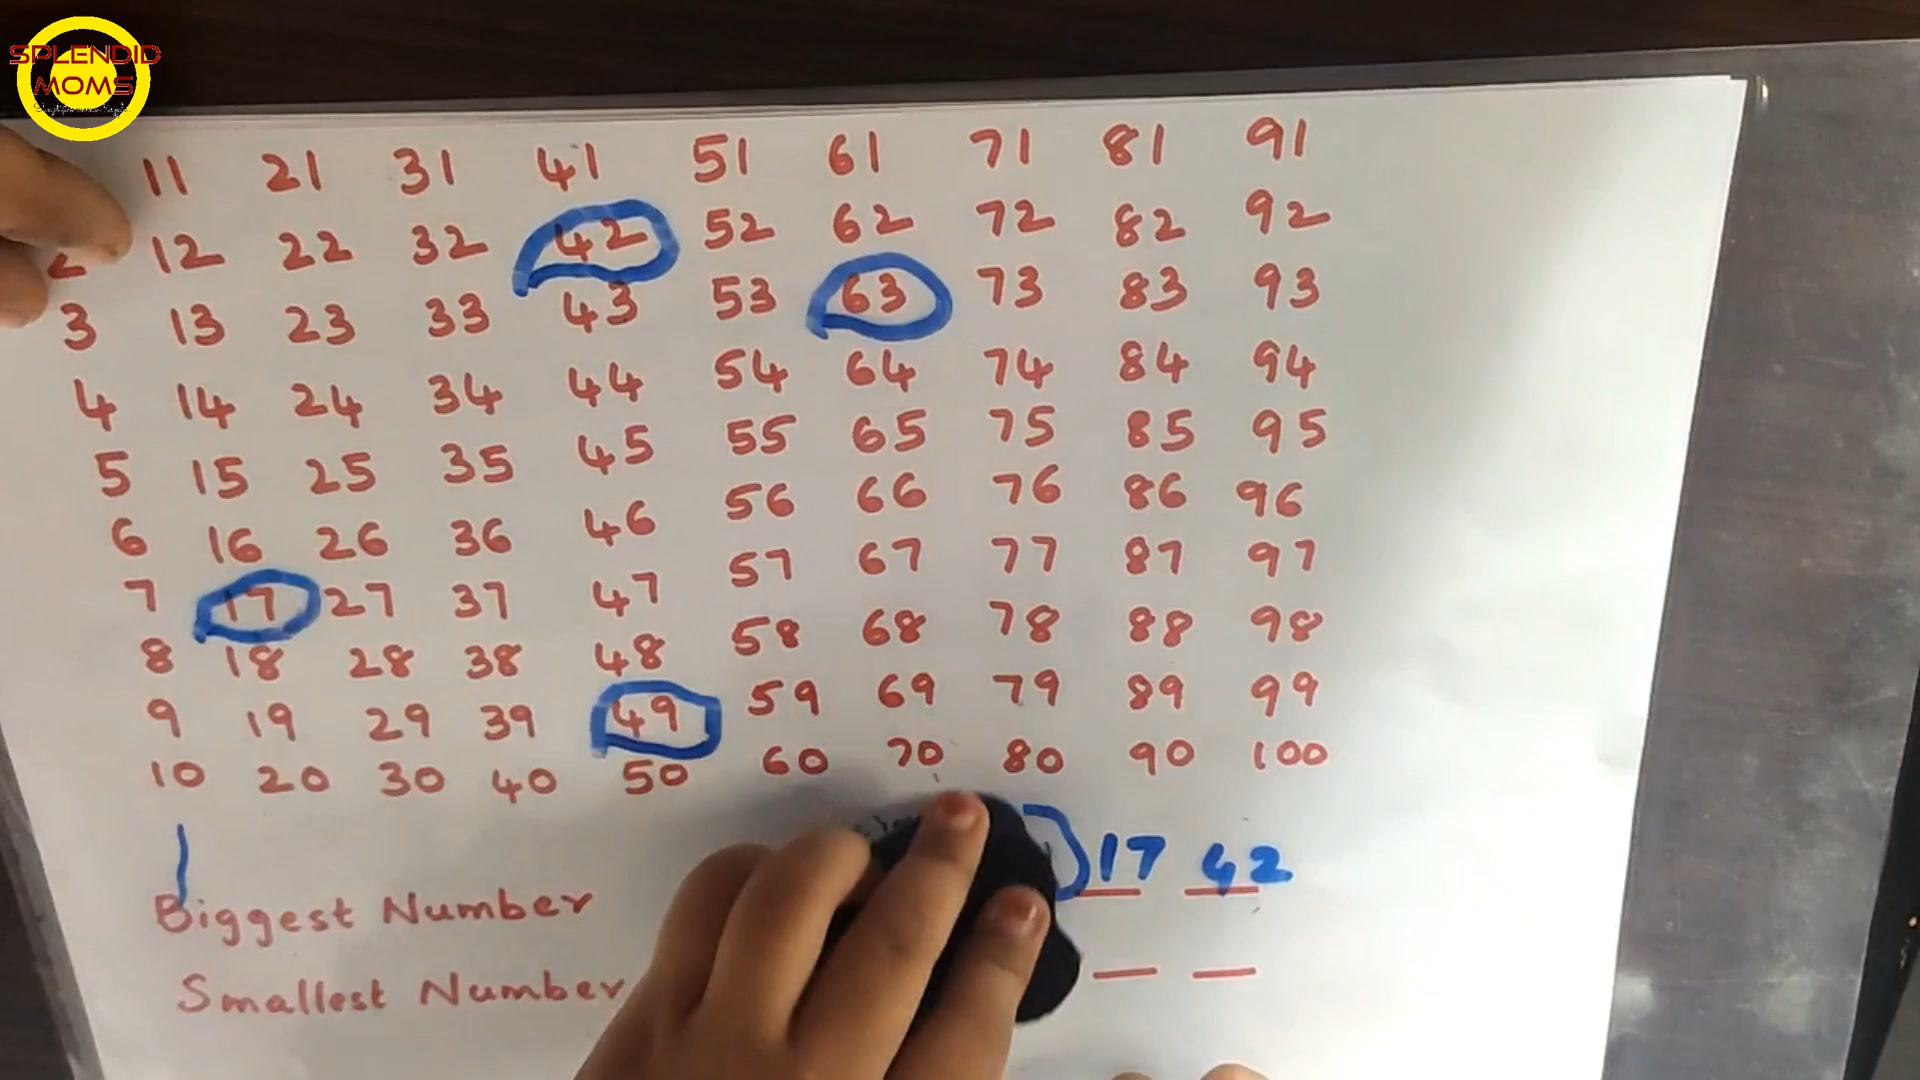 SPLENDID
MOMS
11 21 31 41 51 61 71 81 91
2 12 22 32 42 52 62 72 82 92
3 13 23 33 43 53 63 73 83 93
4 14 24 34 44 54 64 74 84 94
5 15 25 35 45 55 65 75 85 95
6 16 26 36 46 56 66 76 86 96
7 17 27 37 47 57 67 77 87 97
8 18 28 38 48 58 68 78 88 98
9 19 29 39 49 59 69 79 89 99
10 20 30 40 50 60 70 80 90 100
17 42
Biggest Number
Smallest Number